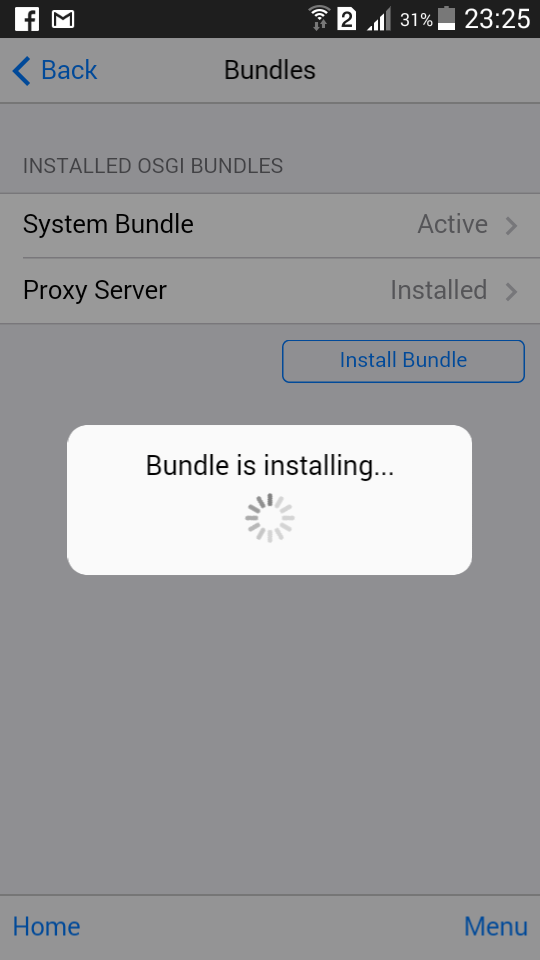 2 31% 23:25
Back Bundles
INSTALLED OSGI BUNDLES
System Bundle Active
Proxy Server Installed
Install Bundle
Bundle is installing...
Home Menu